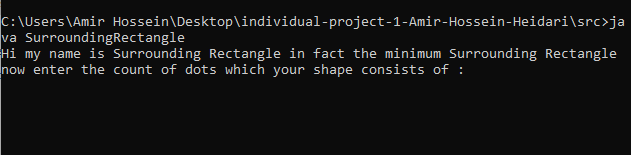 C:\Users\Amir Hossein\Desktop\individual-project-1-Amir-Hossein-Heidari\src>ja
va SurroundingRectangle
Hi my name is Surrounding Rectangle in fact the minimum Surrounding Rectangle
now enter the count of dots which your shape consists of :